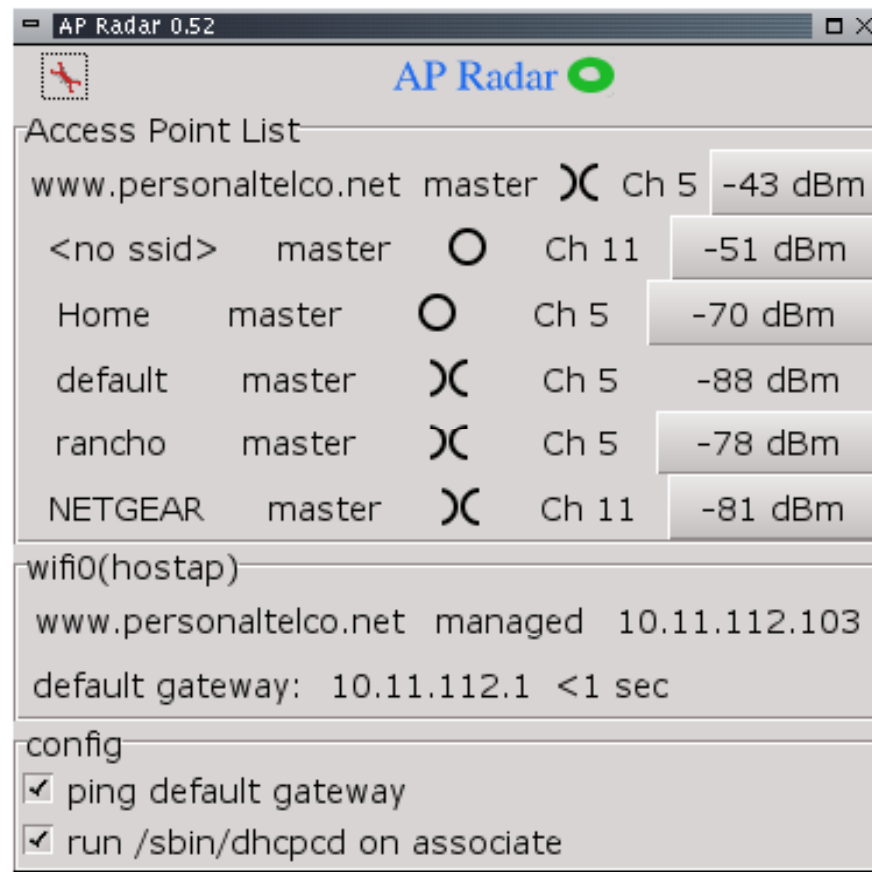 AP Radar 0.52
AP Radar
Access Point List
www.personaltelco.net master Ch 5 -43 dBm
<no ssid> master Ch 11 -51 dBm
Home master Ch 5 -70 dBm
default master Ch 5 -88 dBm
rancho master Ch 5 -78 dBm
NETGEAR master Ch 11 -81 dBm
wifi0(hostap)
www.personaltelco.net managed 10.11.112.103
default gateway: 10.11.112.1 <1 sec
config
ping default gateway
run /sbin/dhcpcd on associate